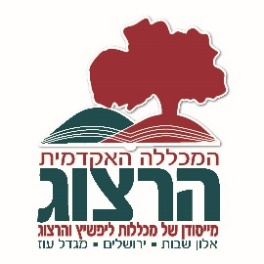 המכללה האקדמית
הרצוג
מייסודן של מכללות ליפשיץ והרצוג
אלון שבות ▪ ירושלים ▪ מגדל עוז